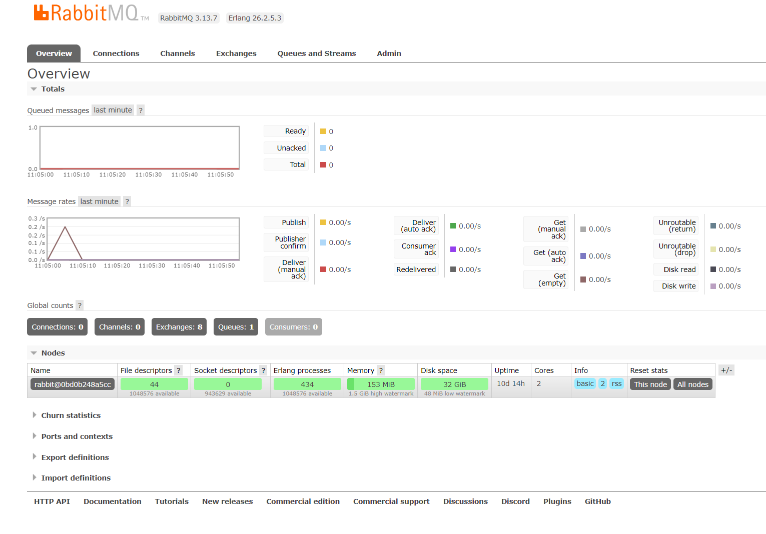 RabbitMQ TM RabbitMQ 3.13.7 Erlang 26.2.5.3
Overview Connections Channels Exchanges Queues and Streams Admin
Overview
Totals
Queued messages last minute ?
1.0
0.0
11:05:00 11:05:10 11:05:20 11:05:30 11:05:40 11:05:50
Ready 0
Unacked 0
Total 0
Message rates last minute ?
0.3 /s
0.2 /s
0.2 /s
0.1 /s
0.1 /s
0.0 /s
11:05:00 11:05:10 11:05:20 11:05:30 11:05:40 11:05:50
Publish 0.00/s
Publisher
confirm 0.00/s
Deliver
(manual
ack) 0.00/s
Deliver
(auto ack) 0.00/s
Consumer
ack 0.00/s
Redelivered 0.00/s
Get
(manual
ack) 0.00/s
Get (auto
ack) 0.00/s
Get
(empty) 0.00/s
Unroutable
(return) 0.00/s
Unroutable
(drop) 0.00/s
Disk read 0.00/s
Disk write 0.00/s
Global counts ?
Connections: 0 Channels: 0 Exchanges: 8 Queues: 1 Consumers: 0
Nodes
Name File descriptors ? Socket descriptors ? Erlang processes Memory ? Disk space Uptime Cores Info Reset stats +/-
rabbit@0bd0b248a5cc 44 0 434 153 MiB 32 GiB 10d 14h 2 basic 2 rss This node All nodes
1048576 available 943629 available 1048576 available 1.5 GiB high watermark 48 MiB low watermark
Churn statistics
Ports and contexts
Export definitions
Import definitions
HTTP API Documentation Tutorials New releases Commercial edition Commercial support Discussions Discord Plugins GitHub